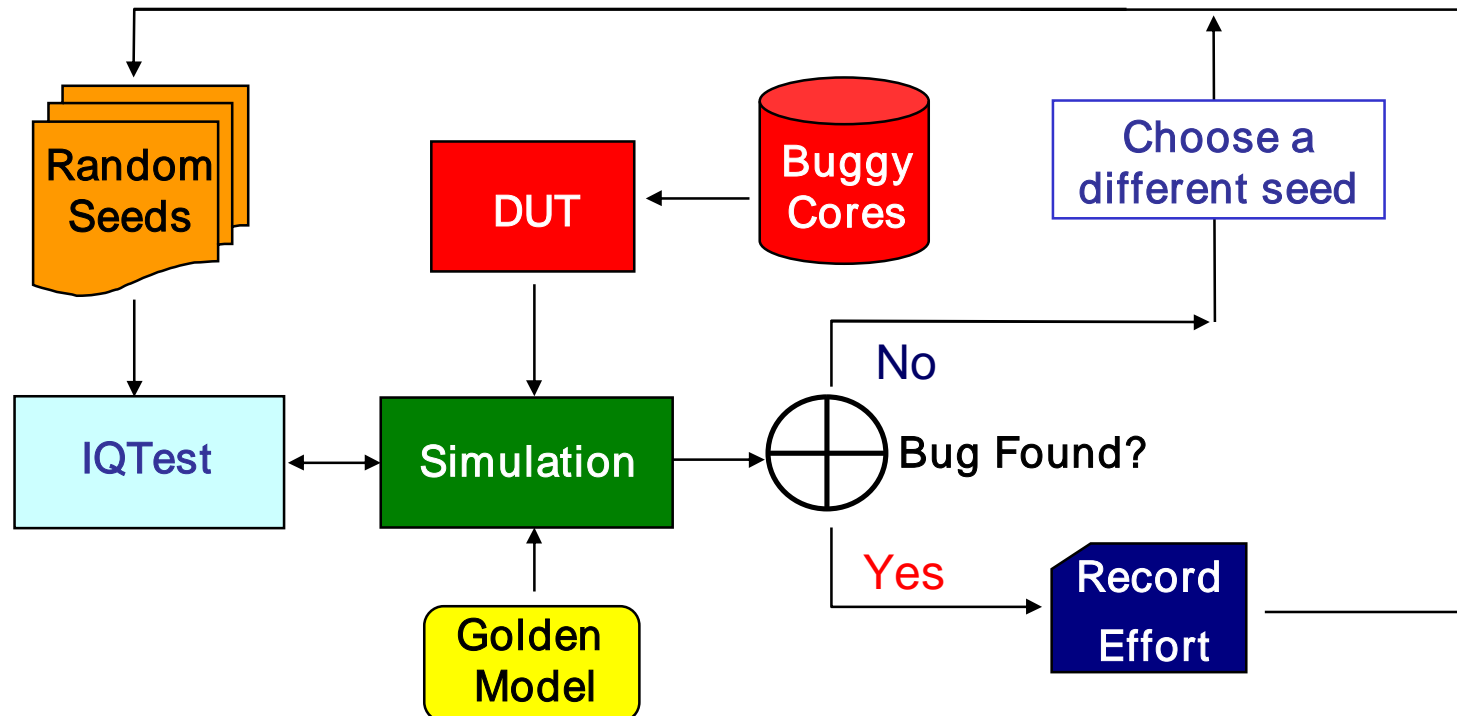 Random
Seeds
DUT
Buggy
Cores
Choose a
different seed
No
IQTest
Simulation
Bug Found?
Yes
Golden
Model
Record
Effort